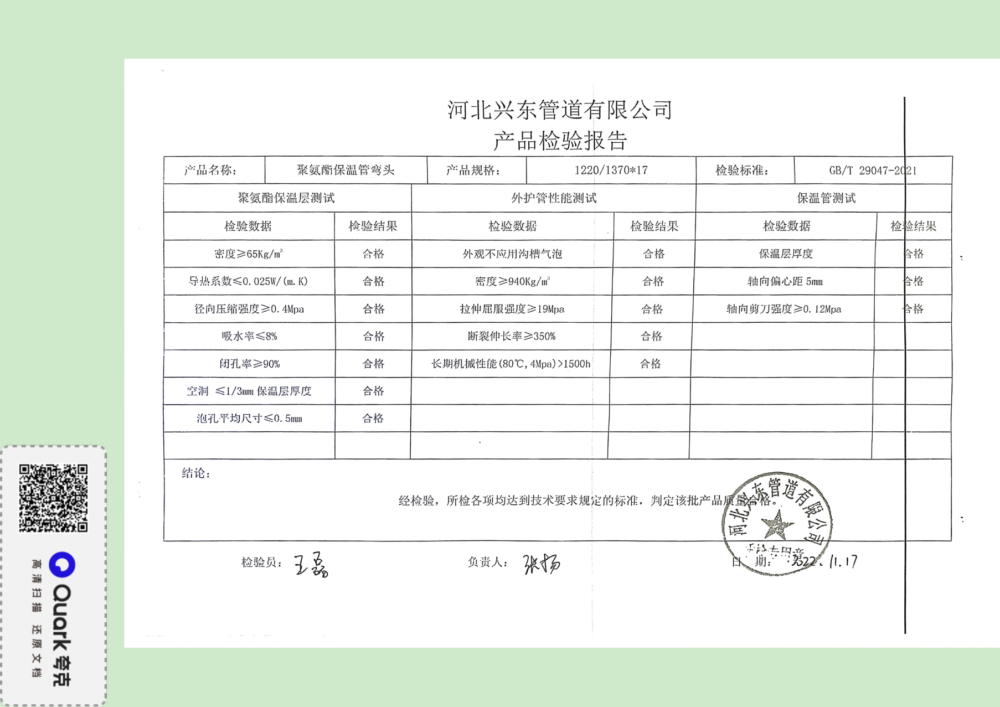 河北兴东管道有限公司
产品检验报告
产品名称： 聚氨酯保温管弯头 产品规格： 1220/1370*17 检验标准： GB/T 29047-2021
聚氨酯保温层测试 外护管性能测试 保温管测试
检验数据 检验结果 检验数据 检验结果 检验数据 检验结果
密度≥65Kg/m³ 合格 外观不应用沟槽气泡 合格 保温层厚度 合格
导热系数≤0.025W/(m.K) 合格 密度≥940Kg/m³ 合格 轴向偏心距 5mm 合格
径向压缩强度≥0.4Mpa 合格 拉伸屈服强度≥19Mpa 合格 轴向剪刀强度≥0.12Mpa 合格
吸水率≤8% 合格 断裂伸长率≥350% 合格
闭孔率≥90% 合格 长期机械性能(80℃,4Mpa)>1500h 合格
空洞 ≤1/3mm 保温层厚度 合格
泡孔平均尺寸≤0.5mm 合格
结论：
经检验，所检各项均达到技术要求规定的标准，判定该批产品质量合格。
河北兴东管道有限公司
检验员： 王磊 负责人： 张扬 日 期： 2022.11.17
Quark 夸克
高清扫描 还原文档